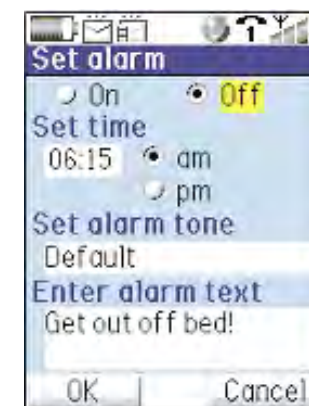 Set alarm
On Off
Set time
06:15 am
pm
Set alarm tone
Default
Enter alarm text
Get out off bed!
OK Cancel